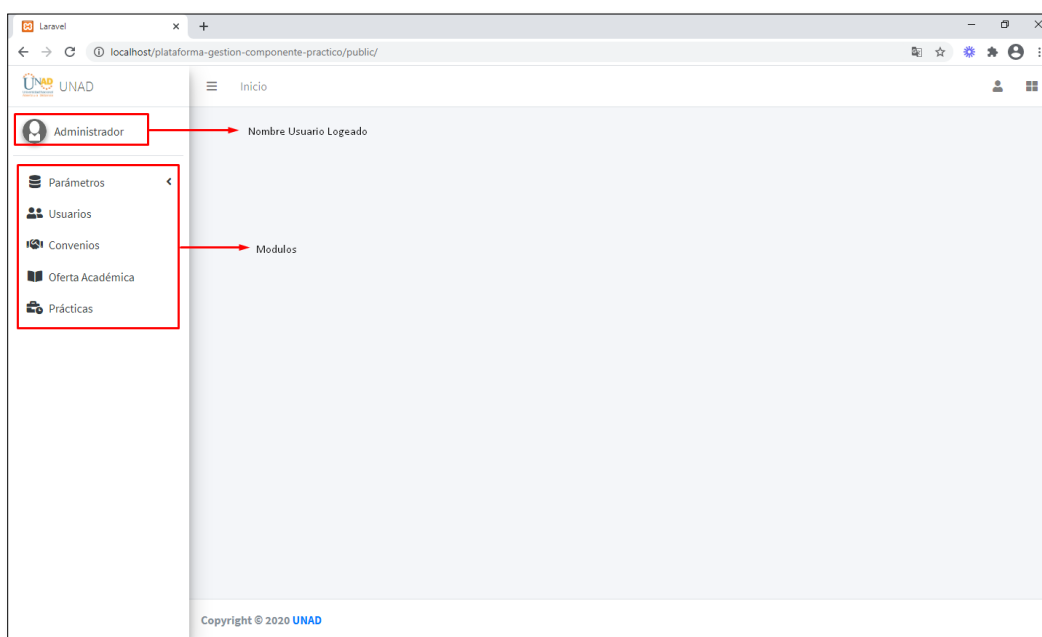 Laravel
localhost/plataforma-gestion-componente-practico/public/
UNAD UNAD
Inicio
Administrador
Nombre Usuario Logeado
Parámetros
Usuarios
Convenios
Modulos
Oferta Académica
Prácticas
Copyright © 2020 UNAD